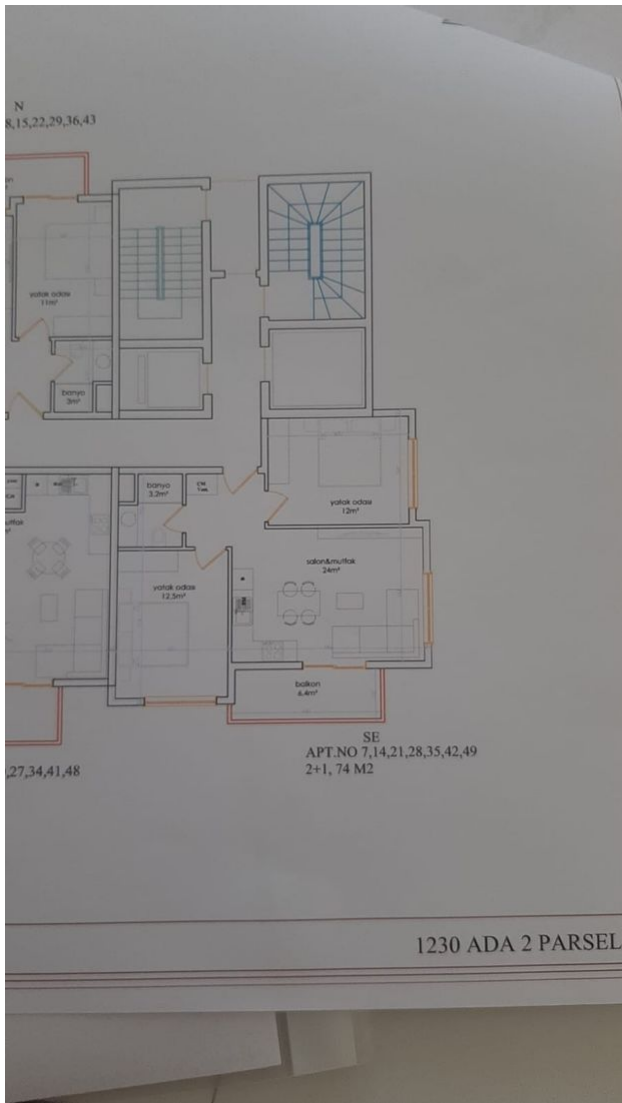 N
8,15,22,29,36,43
yatak odası
11m²
banyo
3m²
banyo
3.2m²
yatak odası
12m²
salon&mutfak
24m²
yatak odası
12.5m²
balkon
6.4m²
SE
APT.NO 7,14,21,28,35,42,49
2+1, 74 M2
,27,34,41,48
1230 ADA 2 PARSEL